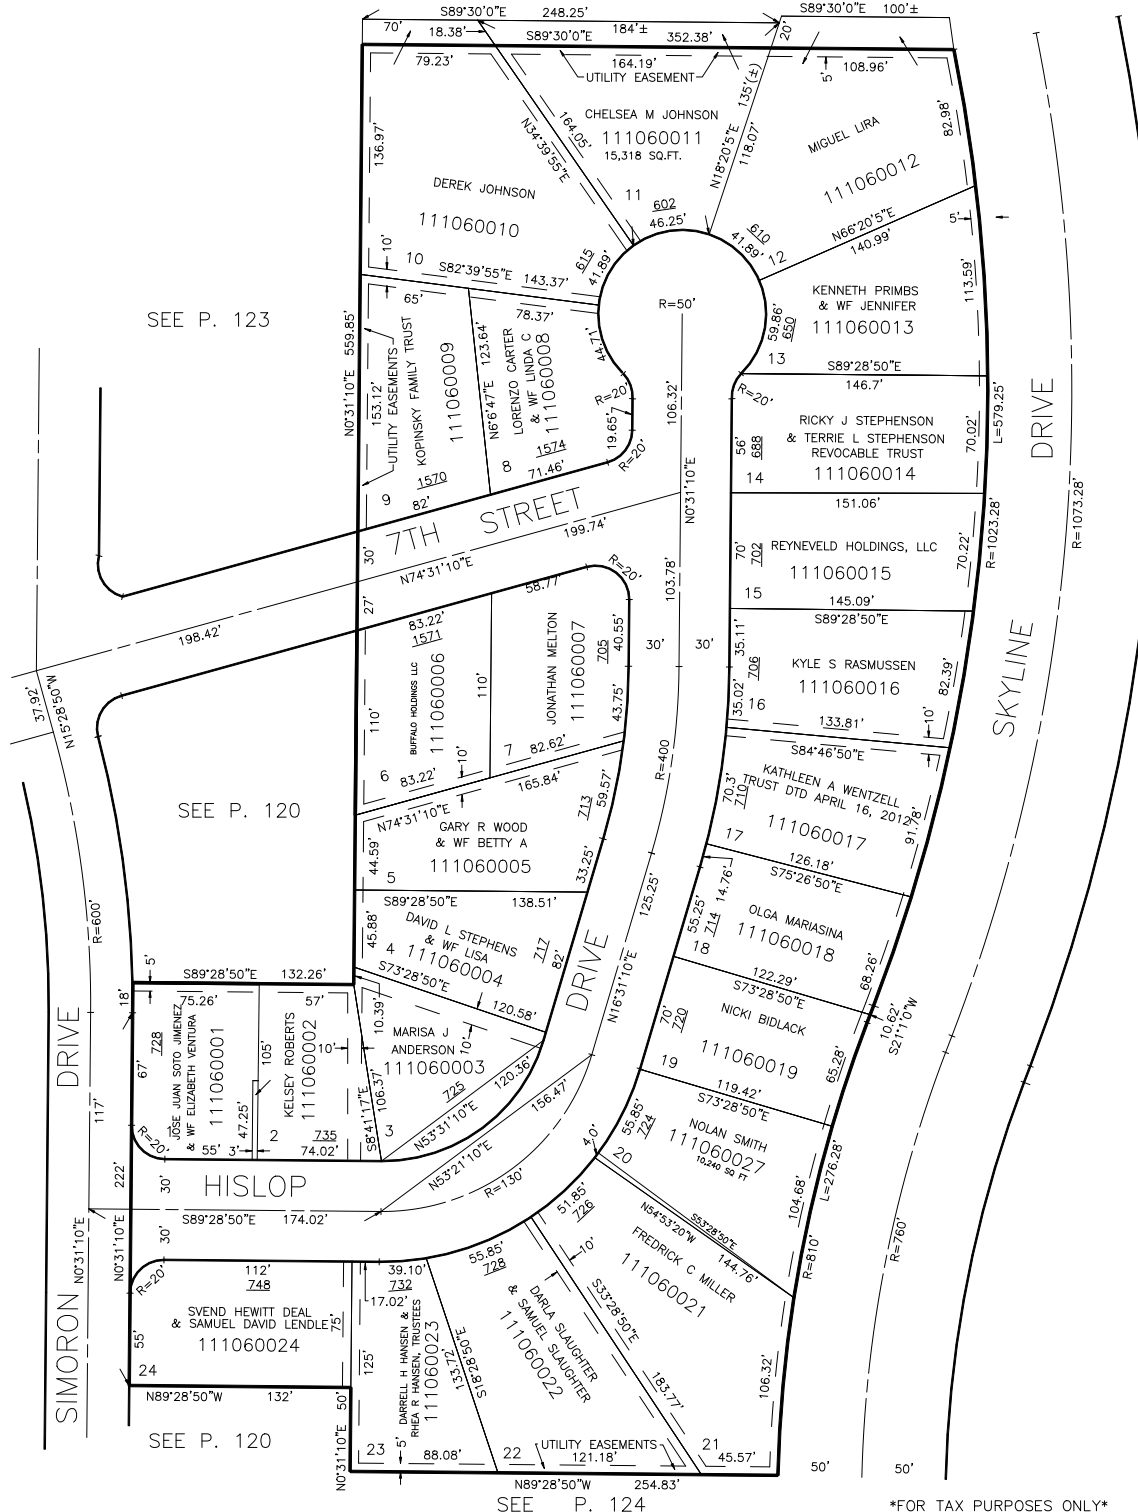 S89°30'0"E 248.25'
S89°30'0"E 100'±
184'±
70'
18.38'
S89°30'0"E 352.38'
20'
79.23'
164.19'
108.96'
5'
UTILITY EASEMENT
135'(±)
N18°20'5"E
118.07'
CHELSEA M JOHNSON
111060011
15,318 SQ.FT.
11
602
46.25'
164.05'
N34°39'55"E
136.97'
DEREK JOHNSON
111060010
10
10'
S82°39'55"E 143.37'
615
41.89'
MIGUEL LIRA
111060012
82.98'
610
41.89'
12
N66°20'5"E
140.99'
5'
KENNETH PRIMBS
& WF JENNIFER
111060013
113.59'
59.86'
650
13
S89°28'50"E
146.7'
R=50'
SEE P. 123
N0°31'10"E 559.85'
65'
78.37'
UTILITY EASEMENTS
153.12'
KOPINSKY FAMILY TRUST
111060009
1570
9
82'
N6°6'47"E 123.64'
LORENZO CARTER
& WF LINDA C
111060008
1574
8
71.46'
44.71'
R=20'
19.65'
R=20'
106.32'
N0°31'10"E
R=20'
RICKY J STEPHENSON
& TERRIE L STEPHENSON
REVOCABLE TRUST
111060014
56'
688
14
70.02'
151.06'
L=579.25'
R=1023.28'
R=1073.28'
SKYLINE DRIVE
7TH STREET
199.74'
N74°31'10"E
30'
27'
198.42'
REYNEVELD HOLDINGS, LLC
111060015
70'
702
15
70.22'
145.09'
S89°28'50"E
103.78'
R=20'
58.77'
83.22'
1571
BUFFALO HOLDINGS LLC
111060006
110'
110'
6
83.22'
10'
JONATHAN MELTON
111060007
705
40.55'
43.75'
7
82.62'
30'
30'
35.11'
706
35.02'
16
KYLE S RASMUSSEN
111060016
82.39'
133.81'
10'
S84°46'50"E
37.92'
N15°28'50"W
165.84'
N74°31'10"E
R=400
SEE P. 120
GARY R WOOD
& WF BETTY A
111060005
713
59.57'
33.25'
44.59'
5
S89°28'50"E 138.51'
KATHLEEN A WENTZELL
TRUST DTD APRIL 16, 2012
111060017
70.3'
710
17
91.78'
126.18'
S75°26'50"E
14.76'
125.25'
N16°31'10"E
DAVID L STEPHENS
& WF LISA
111060004
45.88'
4
717
82'
S73°28'50"E
120.58'
OLGA MARIASINA
111060018
55.25'
714
18
68.26'
122.29'
S73°28'50"E
10.62'
S21°1'0"W
R=600'
5'
S89°28'50"E 132.26'
18'
75.26'
57'
728
67'
JOSE JUAN SOTO JIMENEZ
& WF ELIZABETH VENTURA
111060001
1
105'
47.25'
KELSEY ROBERTS
111060002
10'
2
735
55' 3'
74.02'
R=20'
10.39'
106.37'
S8°41'17"E
MARISA J
ANDERSON
111060003
10'
725
120.36'
N53°31'10"E
3
DRIVE
NICKI BIDLACK
111060019
70'
720
19
65.28'
119.42'
S73°28'50"E
156.47'
N53°21'10"E
R=130'
NOLAN SMITH
111060027
10,240 SQ FT
55.85'
724
20
4.0'
104.68'
L=276.28'
R=810'
R=760'
S53°28'50"E
N54°53'20"W
144.76'
SIMORON DRIVE
117'
222'
N0°31'10"E
N0°31'10"E
HISLOP
30'
30'
S89°28'50"E 174.02'
R=20'
112'
748
SVEND HEWITT DEAL
& SAMUEL DAVID LENDLE
111060024
75'
55'
24
N89°28'50"W 132'
39.10'
732
17.02'
125'
DARRELL H HANSEN &
RHEA R HANSEN, TRUSTEES
111060023
133.72'
S18°28'50"E
N0°31'10"E 50'
5'
23
88.08'
55.85'
728
DARLA SLAUGHTER
& SAMUEL SLAUGHTER
111060022
22
51.85'
726
10'
S33°28'50"E
183.77'
FREDRICK C MILLER
111060021
106.32'
21
45.57'
UTILITY EASEMENTS
121.18'
N89°28'50"W 254.83'
50'
50'
SEE P. 120
SEE P. 124
*FOR TAX PURPOSES ONLY*